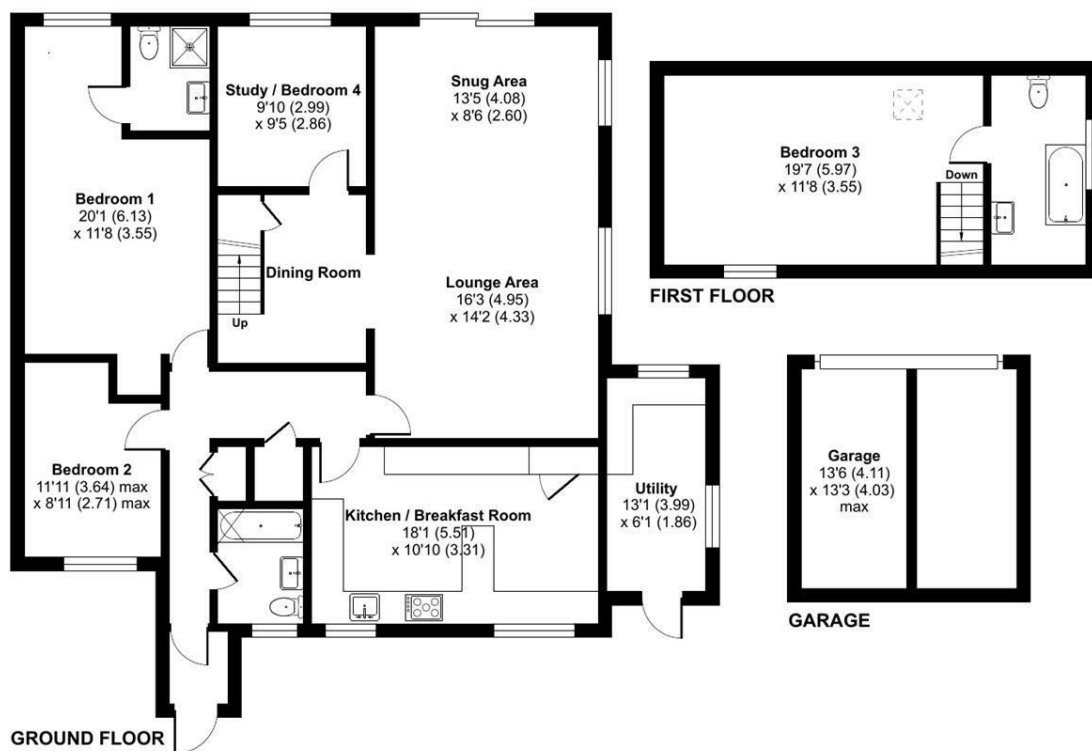 Study / Bedroom 4
9'10 (2.99)
x 9'5 (2.86)
Snug Area
13'5 (4.08)
x 8'6 (2.60)
Bedroom 1
20'1 (6.13)
x 11'8 (3.55)
Dining Room
Up
Lounge Area
16'3 (4.95)
x 14'2 (4.33)
Bedroom 2
11'11 (3.64) max
x 8'11 (2.71) max
Kitchen / Breakfast Room
18'1 (5.51)
x 10'10 (3.31)
Utility
13'1 (3.99)
x 6'1 (1.86)
GROUND FLOOR
Bedroom 3
19'7 (5.97)
x 11'8 (3.55)
Down
FIRST FLOOR
Garage
13'6 (4.11)
x 13'3 (4.03)
max
GARAGE